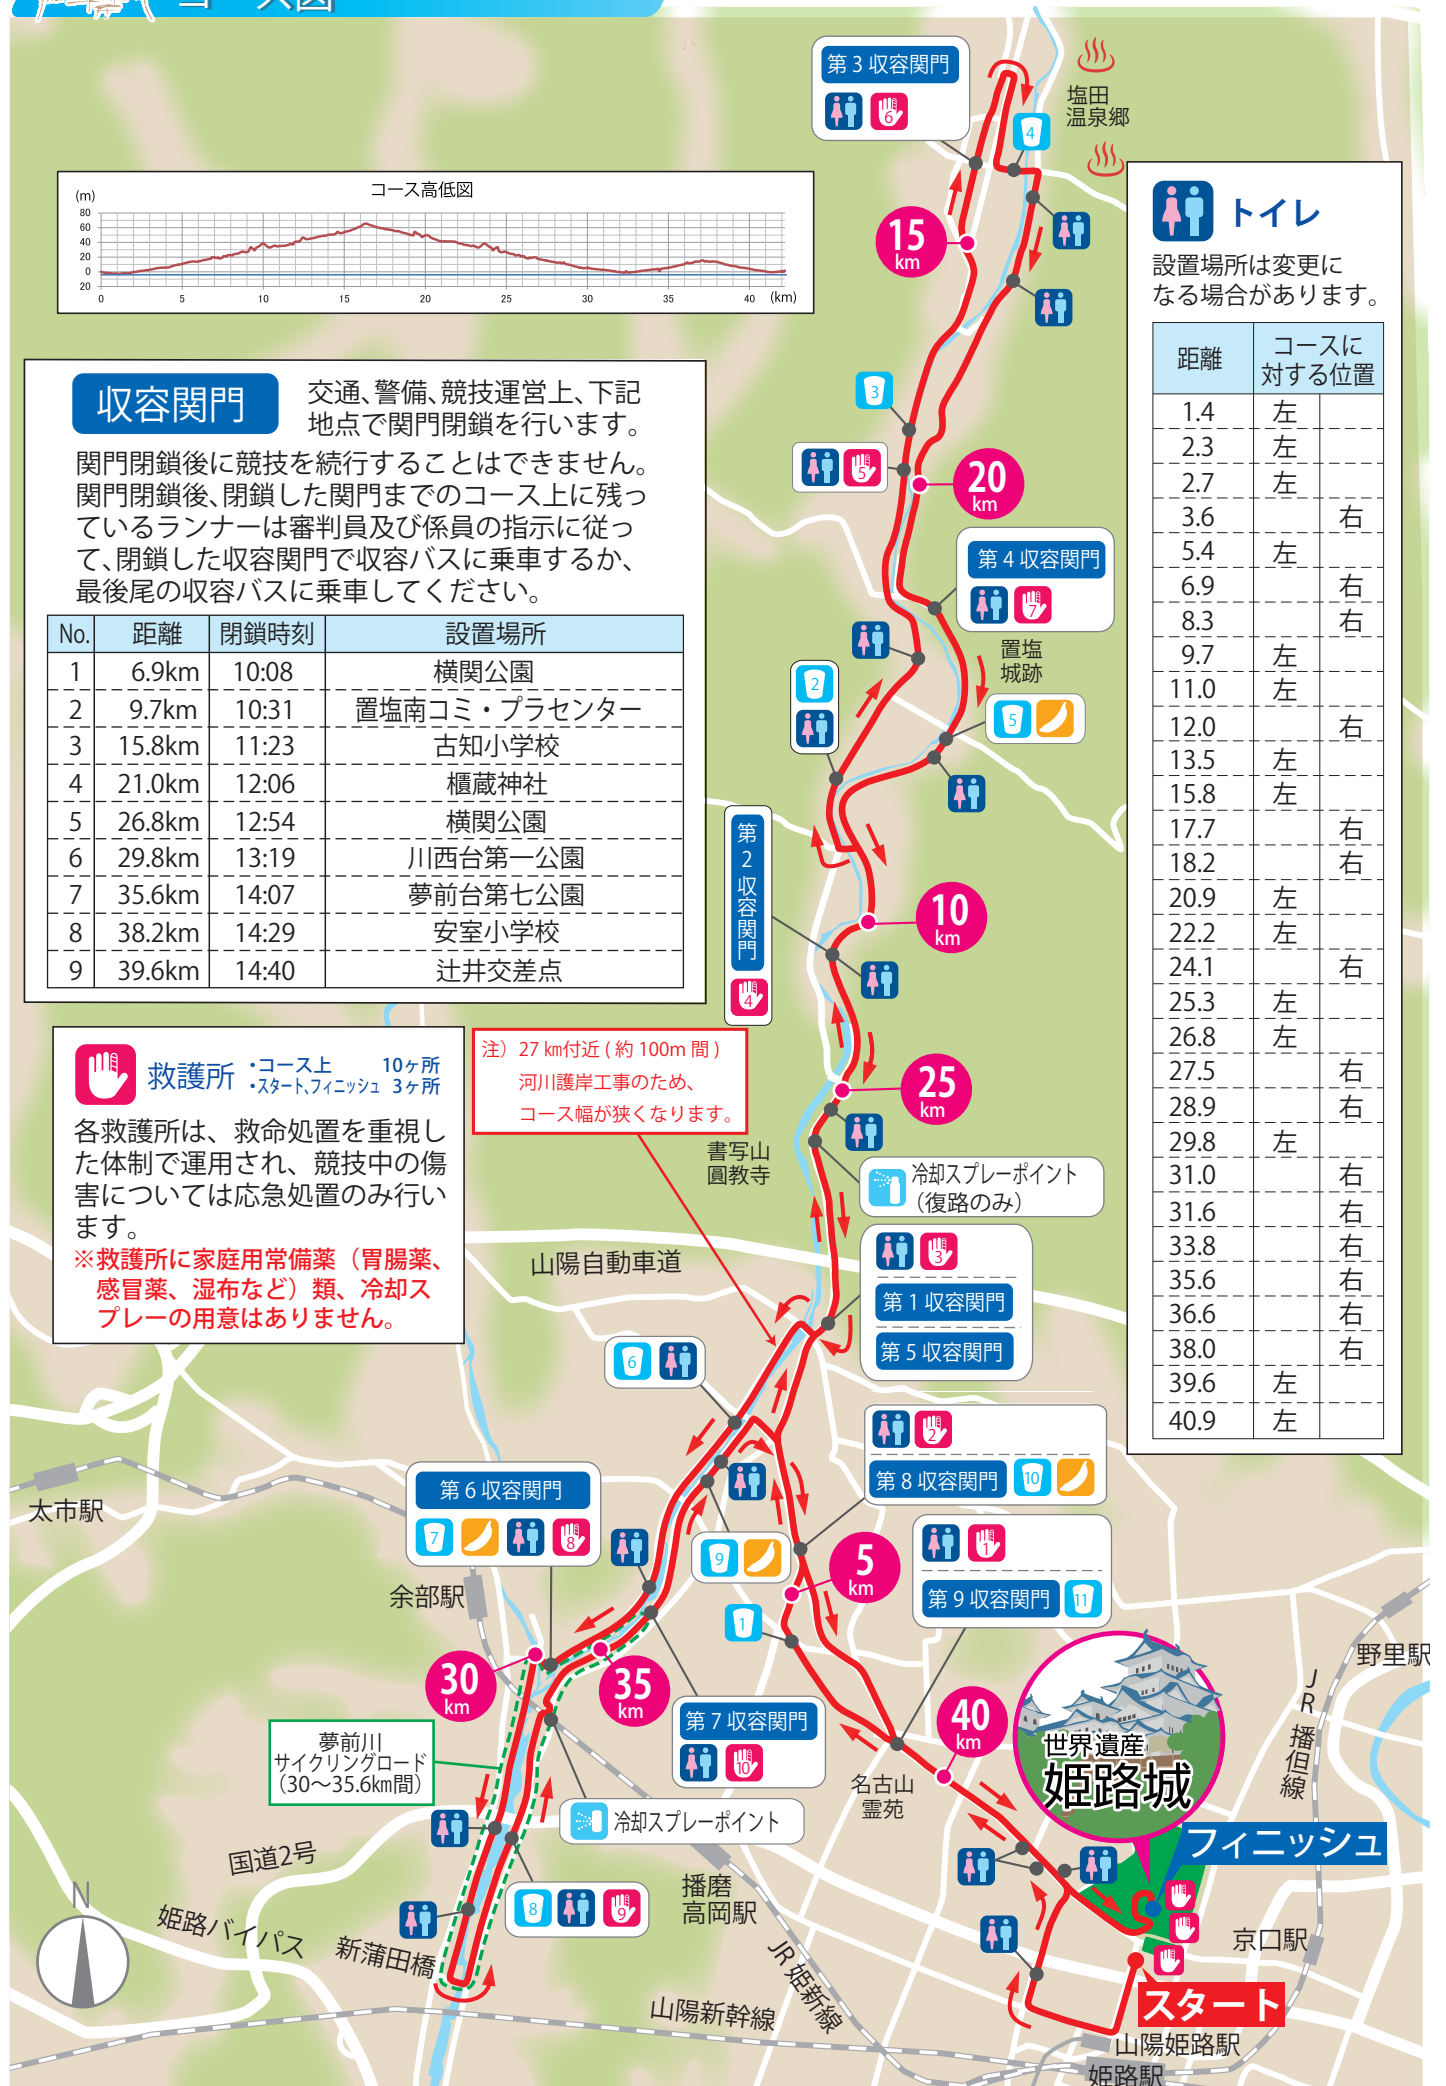 コース図
コース高低図
(m)
80
60
40
20
0
20
0 5 10 15 20 25 30 35 40 (km)
収容関門
交通、警備、競技運営上、下記
地点で関門閉鎖を行います。
関門閉鎖後に競技を続行することはできません。
関門閉鎖後、閉鎖した関門までのコース上に残っ
ているランナーは審判員及び係員の指示に従っ
て、閉鎖した収容関門で収容バスに乗車するか、
最後尾の収容バスに乗車してください。
No. 距離 閉鎖時刻 設置場所
1 6.9km 10:08 横関公園
2 9.7km 10:31 置塩南コミ・プラセンター
3 15.8km 11:23 古知小学校
4 21.0km 12:06 櫃蔵神社
5 26.8km 12:54 横関公園
6 29.8km 13:19 川西台第一公園
7 35.6km 14:07 夢前台第七公園
8 38.2km 14:29 安室小学校
9 39.6km 14:40 辻井交差点
救護所
・コース上 10ヶ所
・スタート、フィニッシュ 3ヶ所
各救護所は、救命処置を重視し
た体制で運用され、競技中の傷
害については応急処置のみ行い
ます。
※救護所に家庭用常備薬（胃腸薬、
感冒薬、湿布など）類、冷却ス
プレーの用意はありません。
注）27㎞付近(約100m間)
河川護岸工事のため、
コース幅が狭くなります。
トイレ
設置場所は変更に
なる場合があります。
距離 コースに
対する位置
1.4 左
2.3 左
2.7 左
3.6 右
5.4 左
6.9 右
8.3 右
9.7 左
11.0 左
12.0 右
13.5 左
15.8 左
17.7 右
18.2 右
20.9 左
22.2 左
24.1 右
25.3 左
26.8 左
27.5 右
28.9 右
29.8 左
31.0 右
31.6 右
33.8 右
35.6 右
36.6 右
38.0 右
39.6 左
40.9 左
第3収容関門
6
塩田
温泉郷
4
15
km
3
5
20
km
第4収容関門
7
置塩
城跡
2
5
第2収容関門
4
10
km
25
km
書写山
圓教寺
冷却スプレーポイント
（復路のみ）
3
第1収容関門
第5収容関門
山陽自動車道
6
2
第8収容関門
10
太市駅
第6収容関門
7
8
9
5
km
1
第9収容関門
11
1
余部駅
30
km
35
km
第7収容関門
10
40
km
野里駅
JR播但線
世界遺産
姫路城
夢前川
サイクリングロード
（30〜35.6㎞間）
名古山
霊苑
冷却スプレーポイント
フィニッシュ
国道2号
8
9
播磨
高岡駅
N
姫路バイパス
新蒲田橋
京口駅
JR姫新線
山陽新幹線
スタート
山陽姫路駅
姫路駅